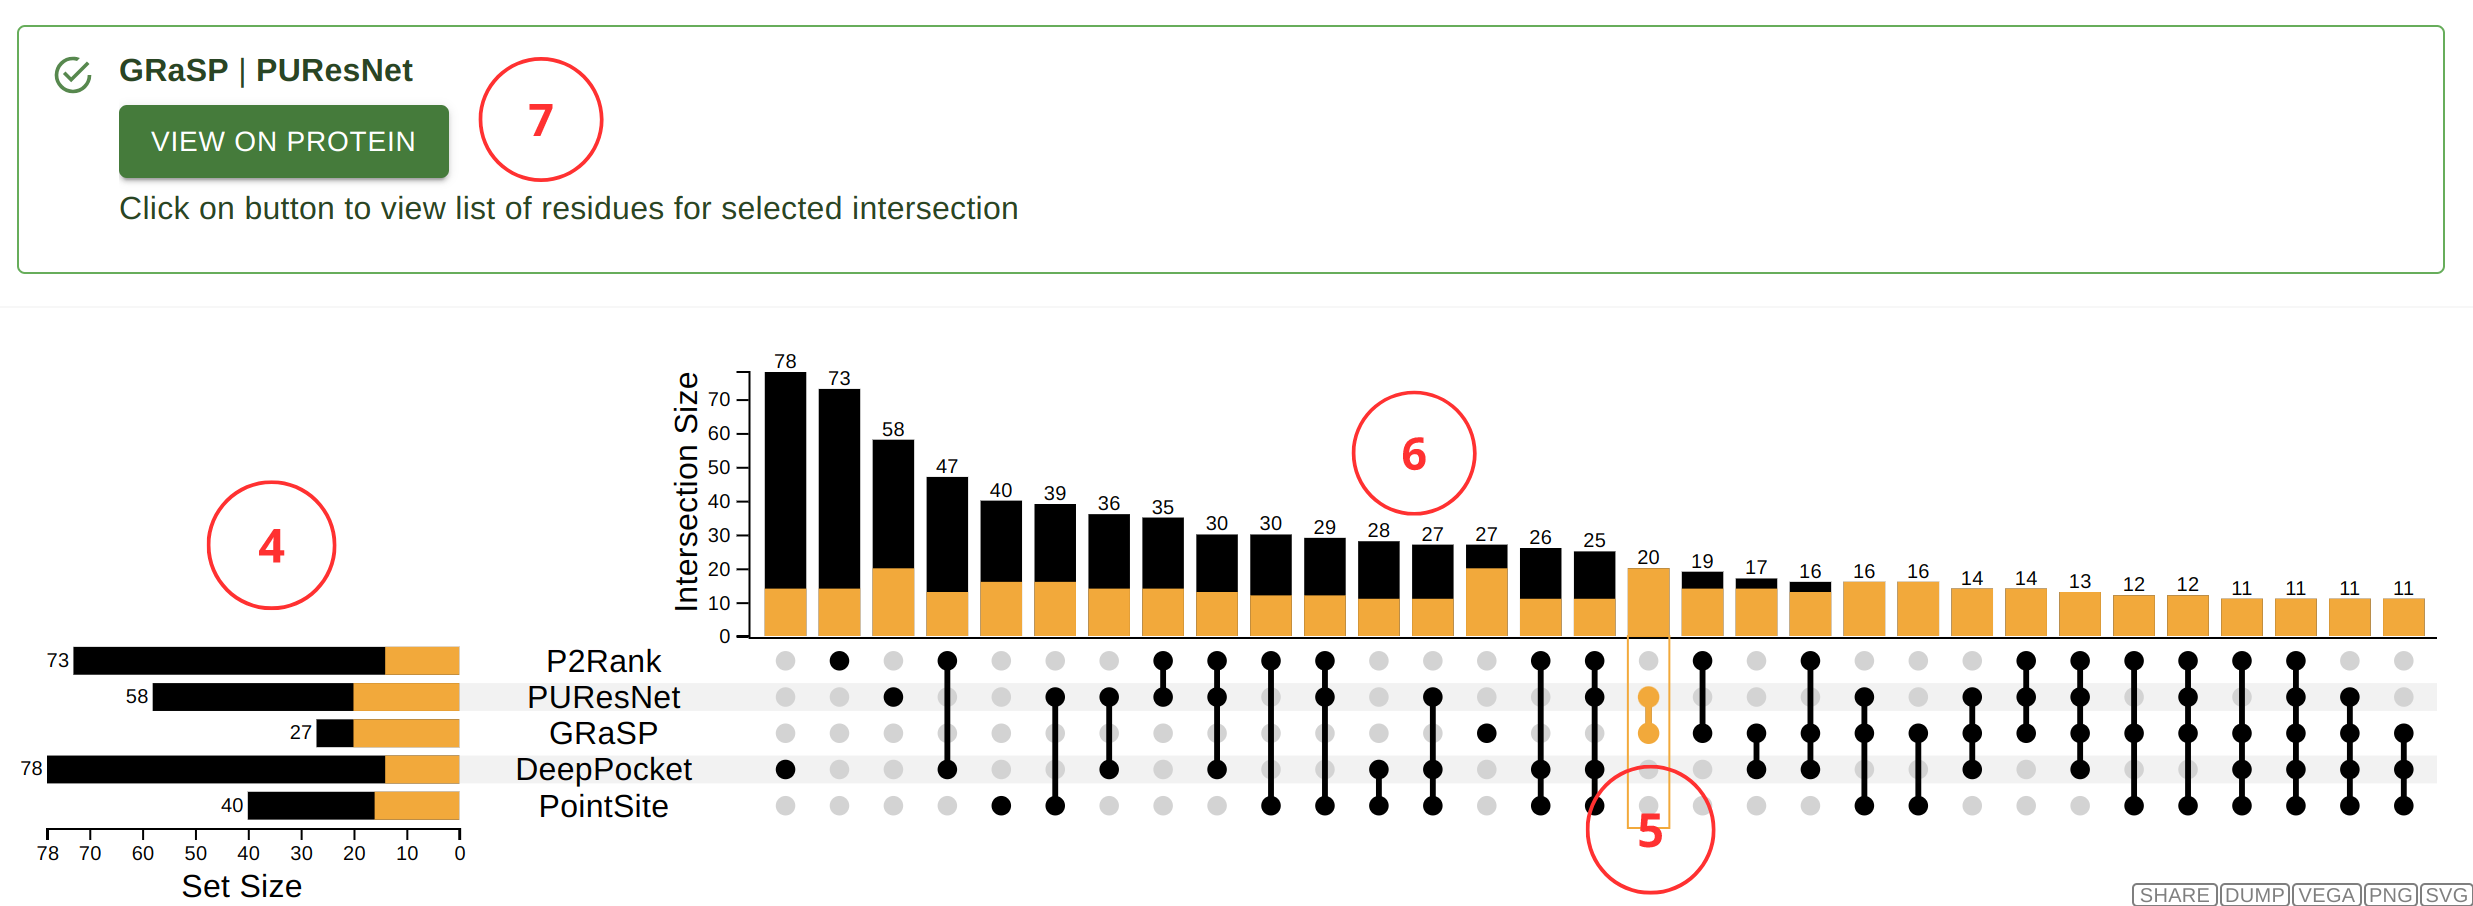 GRaSP | PUResNet
VIEW ON PROTEIN
7
Click on button to view list of residues for selected intersection
78 73 58 47 40 39 36 35 30 30 29 28 27 27 26 25 20 19 17 16 16 16 14 14 13 12 12 11 11 11 11
Intersection Size
70
60
50
40
30
20
10
0
6
4
73
58
27
78
40
P2Rank
PUResNet
GRaSP
DeepPocket
PointSite
5
78 70 60 50 40 30 20 10 0
Set Size
SHARE DUMP VEGA PNG SVG